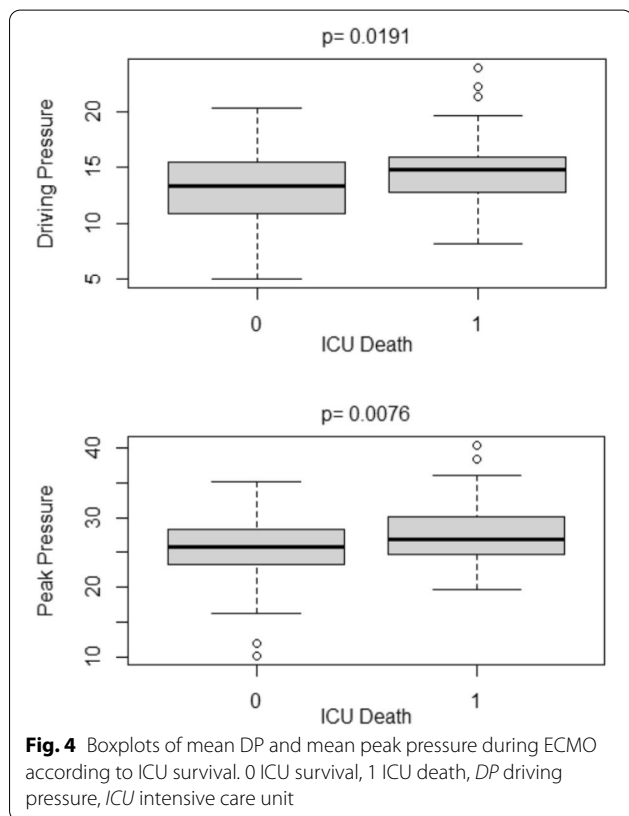 p= 0.0191
Driving Pressure
20
15
10
5
0
1
ICU Death
p= 0.0076
Peak Pressure
40
30
20
10
0
1
ICU Death
Fig. 4 Boxplots of mean DP and mean peak pressure during ECMO
according to ICU survival. 0 ICU survival, 1 ICU death, DP driving
pressure, ICU intensive care unit